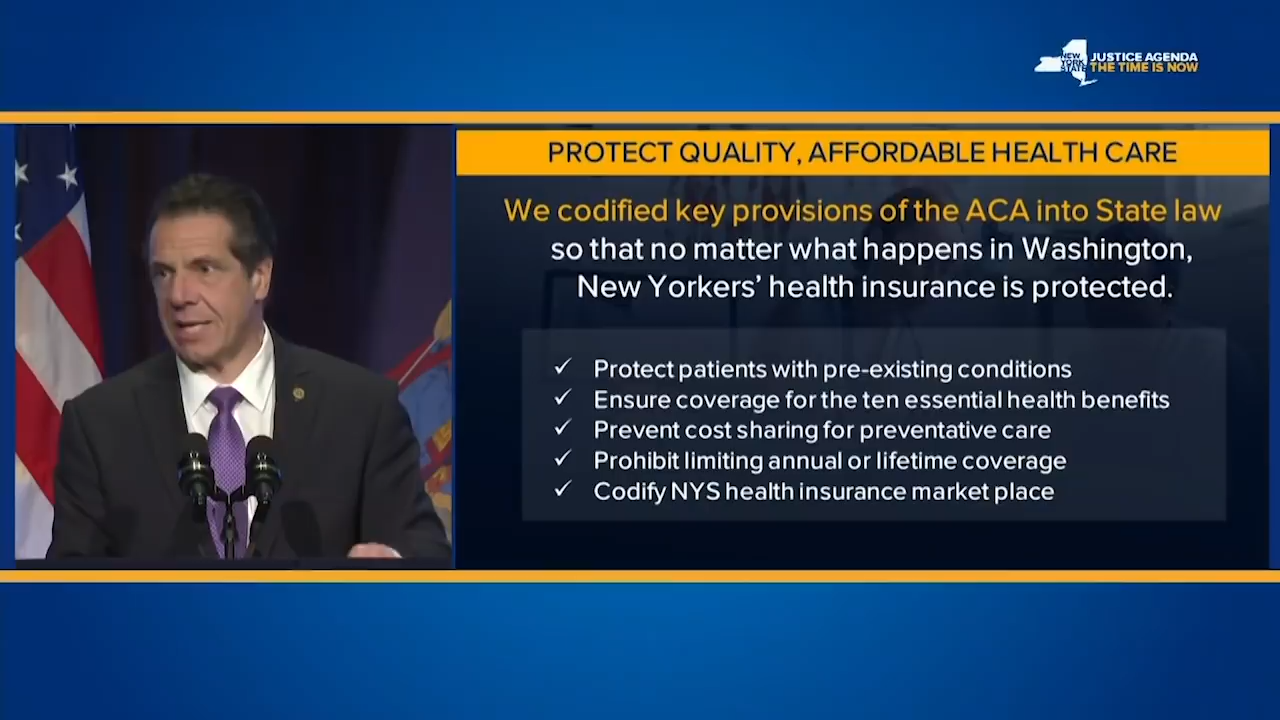 NEW
YORK
STATE
JUSTICE AGENDA
THE TIME IS NOW
PROTECT QUALITY, AFFORDABLE HEALTH CARE
We codified key provisions of the ACA into State law
so that no matter what happens in Washington,
New Yorkers’ health insurance is protected.
✓ Protect patients with pre-existing conditions
✓ Ensure coverage for the ten essential health benefits
✓ Prevent cost sharing for preventative care
✓ Prohibit limiting annual or lifetime coverage
✓ Codify NYS health insurance market place